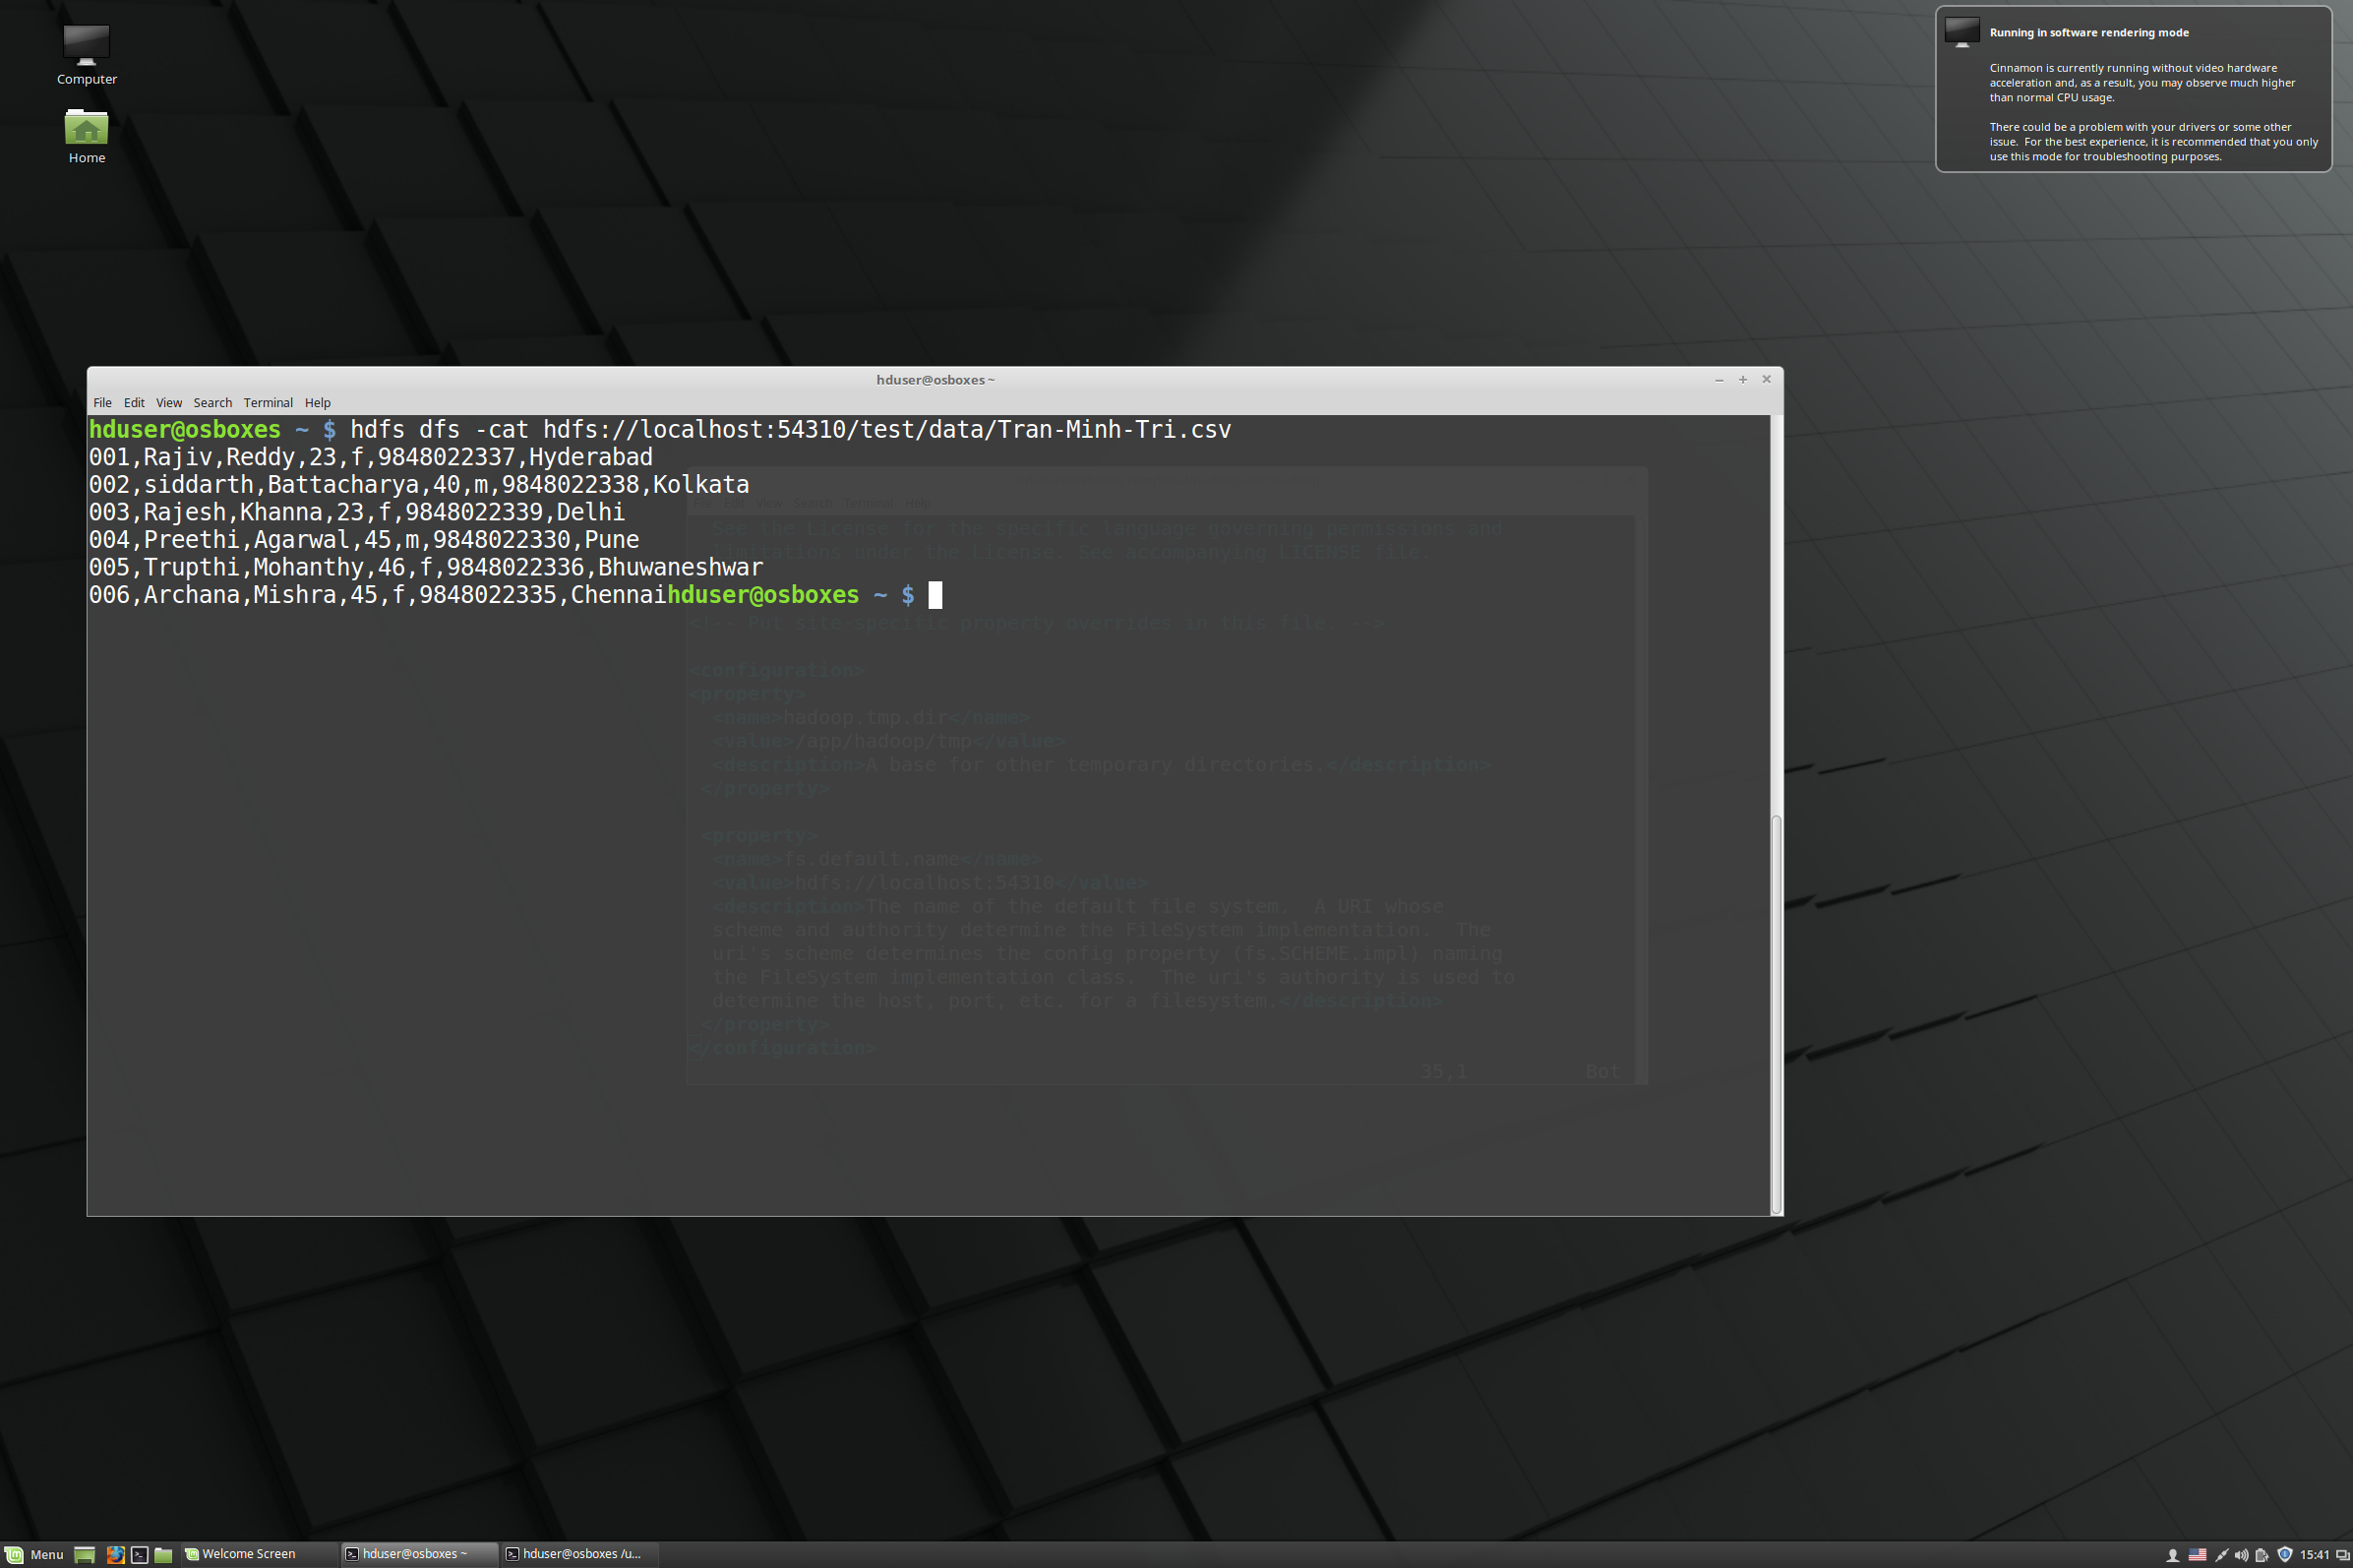 Computer
Home
Running in software rendering mode
Cinnamon is currently running without video hardware
acceleration and, as a result, you may observe much higher
than normal CPU usage.
There could be a problem with your drivers or some other
issue.  For the best experience, it is recommended that you only
use this mode for troubleshooting purposes.
hduser@osboxes ~
File Edit View Search Terminal Help
hduser@osboxes ~ $ hdfs dfs -cat hdfs://localhost:54310/test/data/Tran-Minh-Tri.csv
001,Rajiv,Reddy,23,f,9848022337,Hyderabad
002,siddarth,Battacharya,40,m,9848022338,Kolkata
003,Rajesh,Khanna,23,f,9848022339,Delhi
004,Preethi,Agarwal,45,m,9848022330,Pune
005,Trupthi,Mohanthy,46,f,9848022336,Bhuwaneshwar
006,Archana,Mishra,45,f,9848022335,Chennaihduser@osboxes ~ $
File Edit View Search Terminal Help
See the License for the specific language governing permissions and
limitations under the License. See accompanying LICENSE file.
<!-- Put site-specific property overrides in this file. -->
<configuration>
<property>
<name>hadoop.tmp.dir</name>
<value>/app/hadoop/tmp</value>
<description>A base for other temporary directories.</description>
</property>
<property>
<name>fs.default.name</name>
<value>hdfs://localhost:54310</value>
<description>The name of the default file system.  A URI whose
scheme and authority determine the FileSystem implementation.  The
uri's scheme determines the config property (fs.SCHEME.impl) naming
the FileSystem implementation class.  The uri's authority is used to
determine the host, port, etc. for a filesystem.</description>
</property>
</configuration>
35,1 Bot
Menu Welcome Screen hduser@osboxes ~ hduser@osboxes /u... 15:41